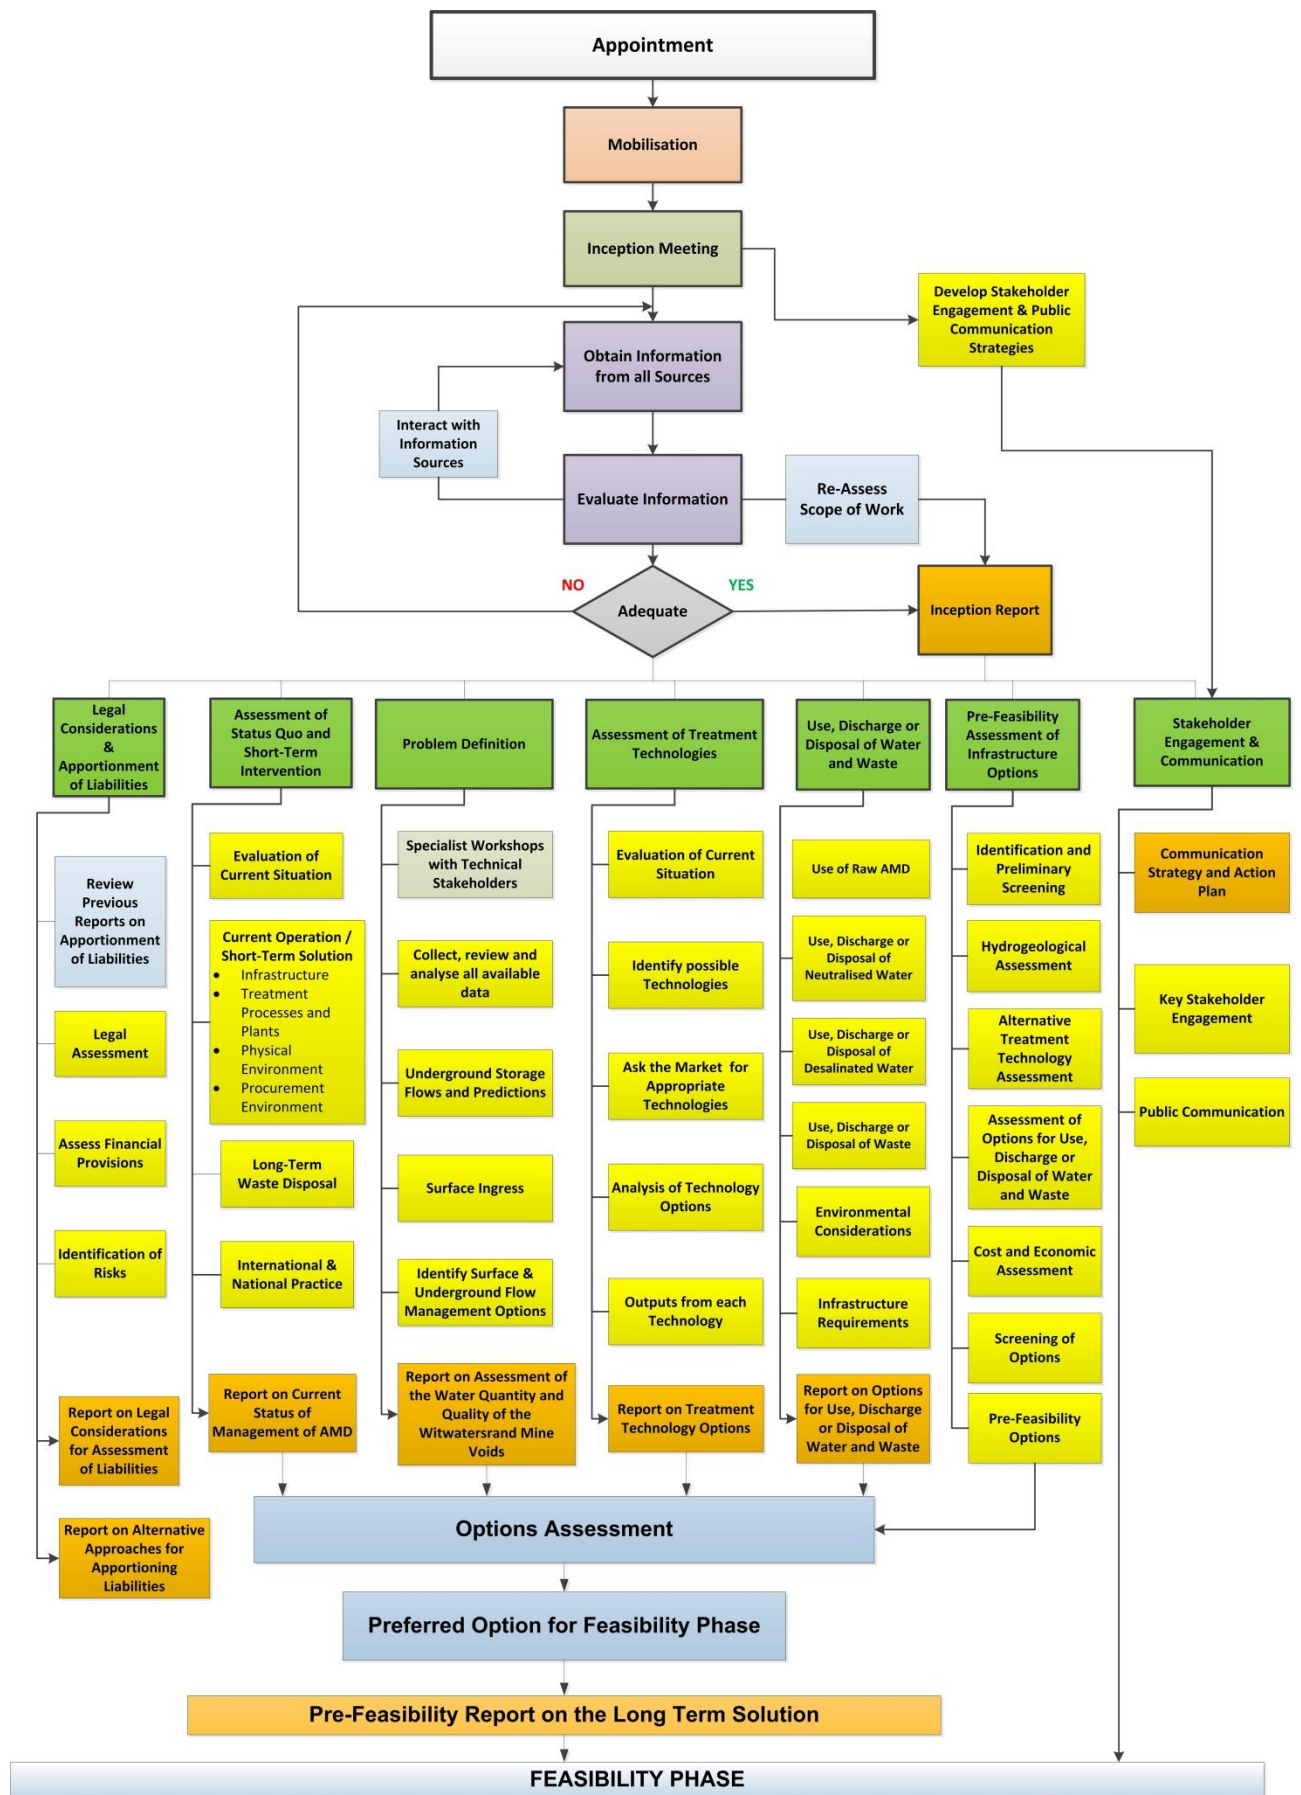 Appointment
Mobilisation
Inception Meeting
Develop Stakeholder
Engagement & Public
Communication
Strategies
Obtain Information
from all Sources
Interact with
Information
Sources
Evaluate Information
Re-Assess
Scope of Work
NO
YES
Adequate
Inception Report
Legal
Considerations
&
Apportionment
of Liabilities
Assessment of
Status Quo and
Short-Term
Intervention
Problem Definition
Assessment of Treatment
Technologies
Use, Discharge or
Disposal of Water
and Waste
Pre-Feasibility
Assessment of
Infrastructure
Options
Stakeholder
Engagement &
Communication
Review
Previous
Reports on
Apportionment
of Liabilities
Legal
Assessment
Assess Financial
Provisions
Identification of
Risks
Report on Legal
Considerations
for Assessment
of Liabilities
Report on Alternative
Approaches for
Apportioning
Liabilities
Evaluation of
Current Situation
Current Operation /
Short-Term Solution
• Infrastructure
• Treatment
Processes and
Plants
• Physical
Environment
• Procurement
Environment
Long-Term
Waste Disposal
International &
National Practice
Report on Current
Status of
Management of AMD
Specialist Workshops
with Technical
Stakeholders
Collect, review and
analyse all available
data
Underground Storage
Flows and Predictions
Surface Ingress
Identify Surface &
Underground Flow
Management Options
Report on Assessment of
the Water Quantity and
Quality of the
Witwatersrand Mine
Voids
Evaluation of Current
Situation
Identify possible
Technologies
Ask the Market for
Appropriate
Technologies
Analysis of Technology
Options
Outputs from each
Technology
Report on Treatment
Technology Options
Use of Raw AMD
Use, Discharge or
Disposal of
Neutralised Water
Use, Discharge or
Disposal of
Desalinated Water
Use, Discharge or
Disposal of Waste
Environmental
Considerations
Infrastructure
Requirements
Report on Options
for Use, Discharge
or Disposal of
Water and Waste
Identification and
Preliminary
Screening
Hydrogeological
Assessment
Alternative
Treatment
Technology
Assessment
Assessment of
Options for Use,
Discharge or
Disposal of Water
and Waste
Cost and Economic
Assessment
Screening of
Options
Pre-Feasibility
Options
Communication
Strategy and Action
Plan
Key Stakeholder
Engagement
Public Communication
Options Assessment
Preferred Option for Feasibility Phase
Pre-Feasibility Report on the Long Term Solution
FEASIBILITY PHASE